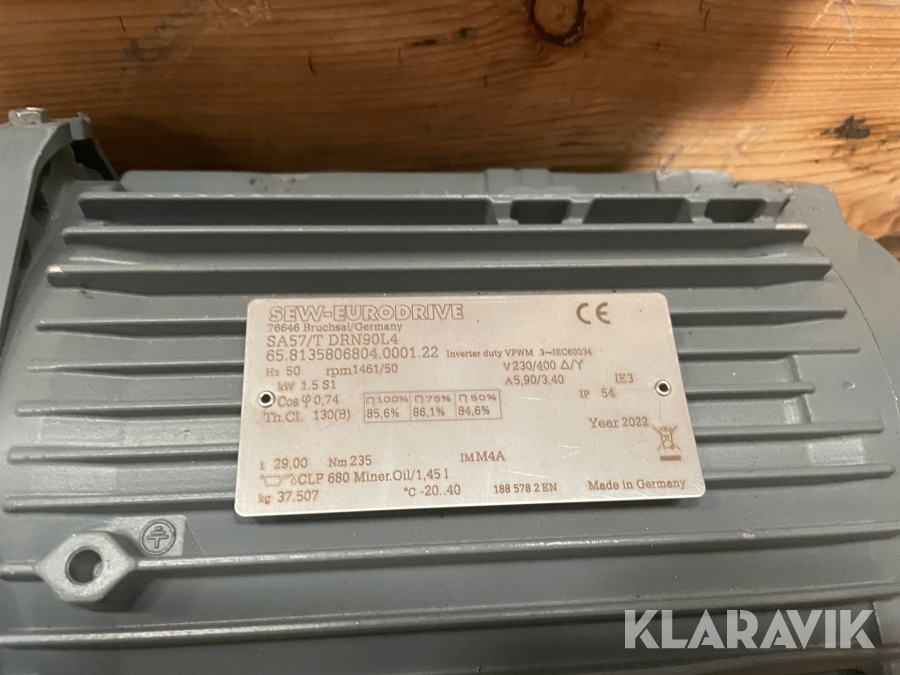 SEW-EURODRIVE
76646 Bruchsal/Germany
SA57/T DRN90L4
65.8135806804.0001.22 Inverter duty VPWM 3~IEC60034
Hz 50 rpm 1461/50 V 230/400 Δ/Y
kW 1.5 S1 A 5,90/3,40 IE3
Cos φ 0,74 100% 75% 50% IP 54
Th.Cl. 130(B) 85,6% 86,1% 84,6% Year 2022
i 29,00 Nm 235 IM M4A
CLP 680 Miner.Oil/1,45 l
kg 37.507 °C -20..40 188 578 2 EN Made in Germany
CE
KLARAVIK